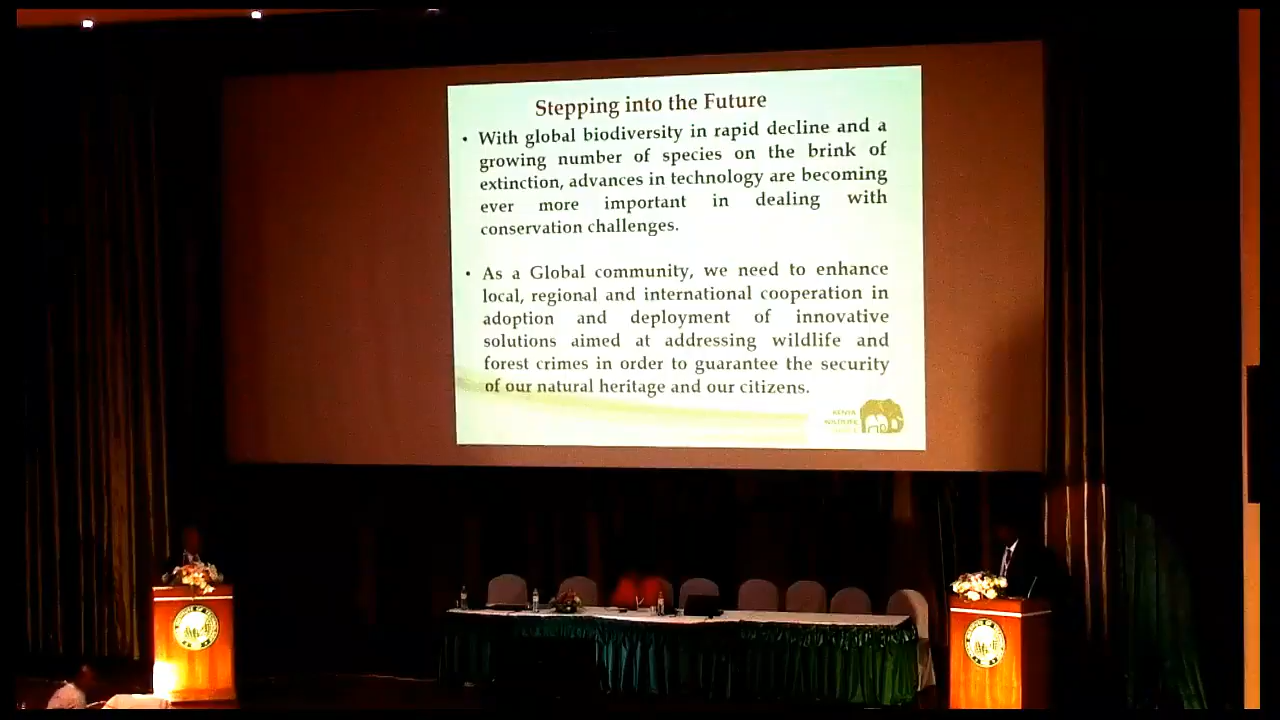 Stepping into the Future
• With global biodiversity in rapid decline and a
growing number of species on the brink of
extinction, advances in technology are becoming
ever more important in dealing with
conservation challenges.
• As a Global community, we need to enhance
local, regional and international cooperation in
adoption and deployment of innovative
solutions aimed at addressing wildlife and
forest crimes in order to guarantee the security
of our natural heritage and our citizens.
KENYA
WILDLIFE